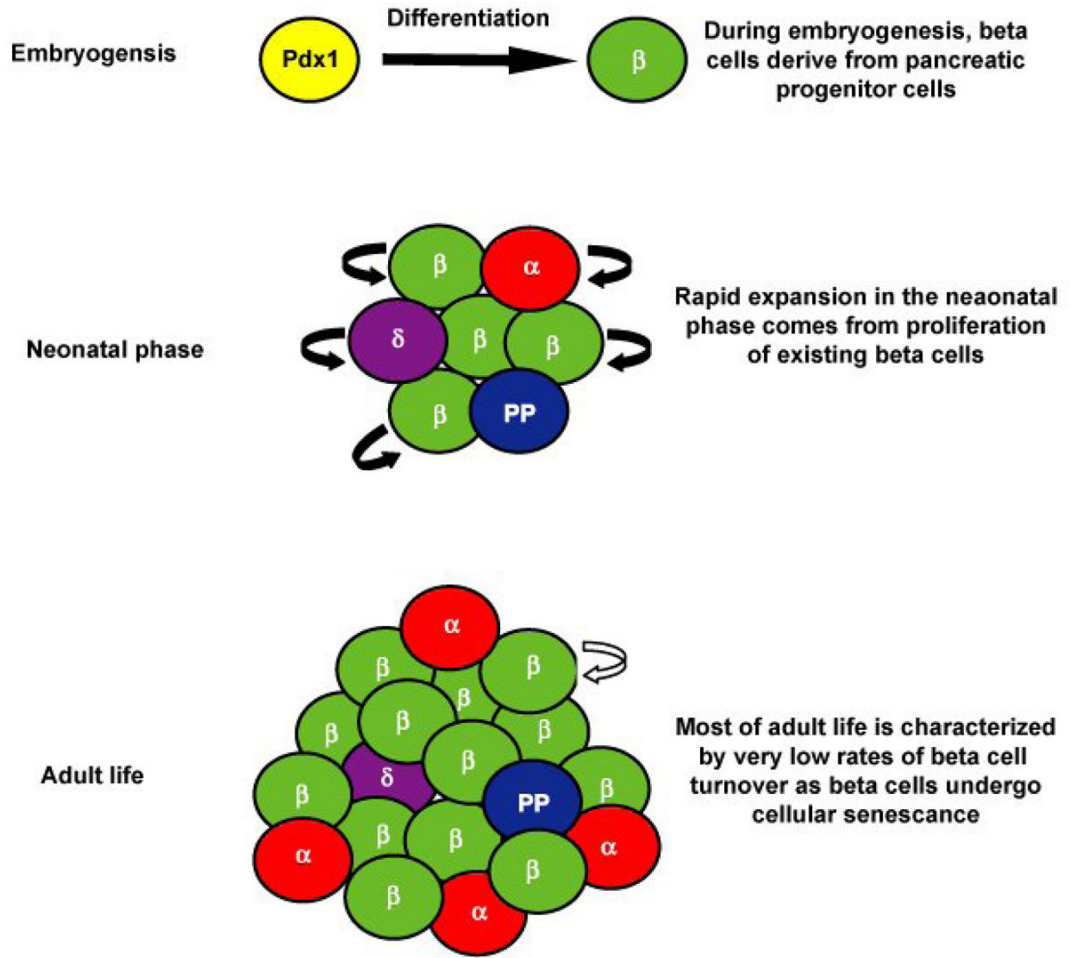 Embryogensis
Pdx1
Differentiation
β
During embryogenesis, beta
cells derive from pancreatic
progenitor cells
Neonatal phase
β
α
δ
β
β
β
PP
Rapid expansion in the neaonatal
phase comes from proliferation
of existing beta cells
Adult life
α
β
β
β
β
β
β
β
δ
β
PP
β
β
β
α
β
α
β
α
Most of adult life is characterized
by very low rates of beta cell
turnover as beta cells undergo
cellular senescance